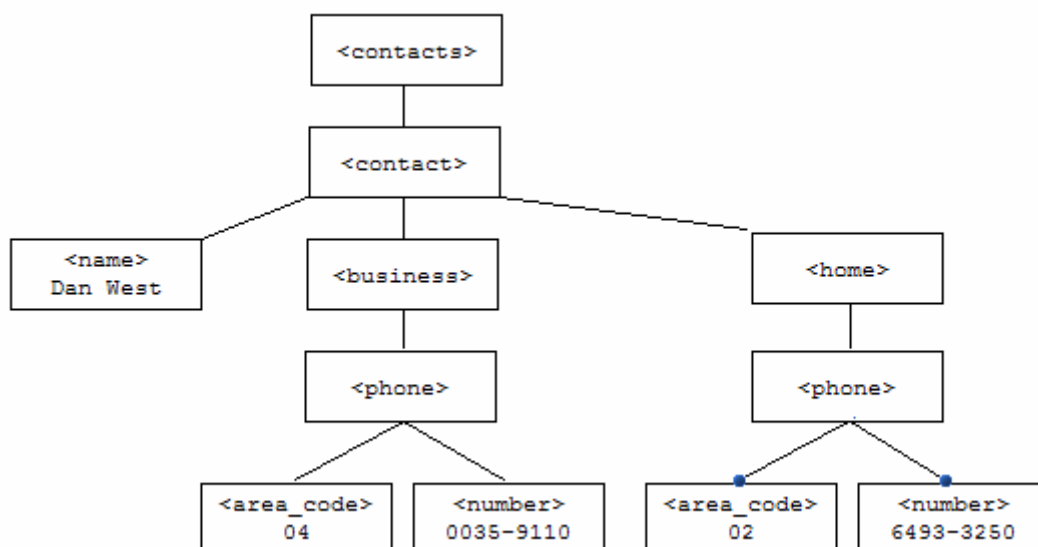 <contacts>
<contact>
<name>
Dan West
<business>
<home>
<phone>
<phone>
<area_code>
04
<number>
0035-9110
<area_code>
02
<number>
6493-3250